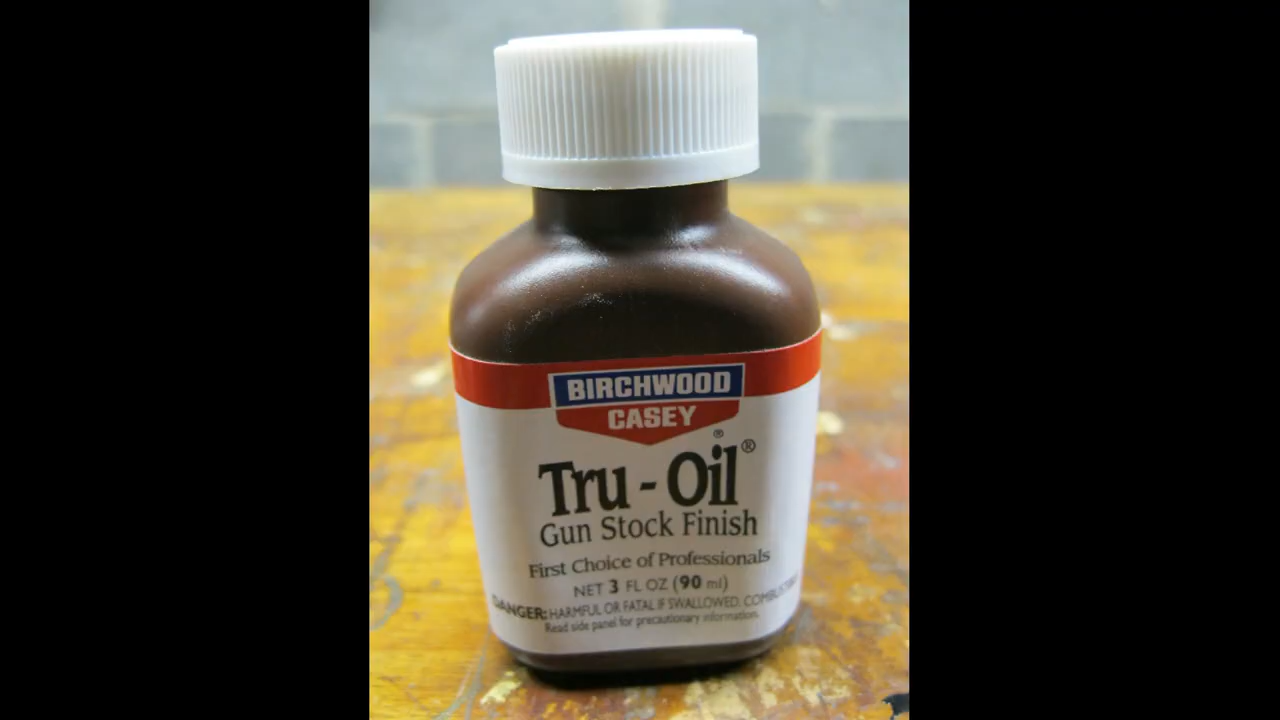 BIRCHWOOD
CASEY
®
Tru-Oil®
Gun Stock Finish
First Choice of Professionals
NET 3 FL OZ (90 ml)
DANGER: HARMFUL OR FATAL IF SWALLOWED. COMBUSTIBLE
Read side panel for precautionary information.